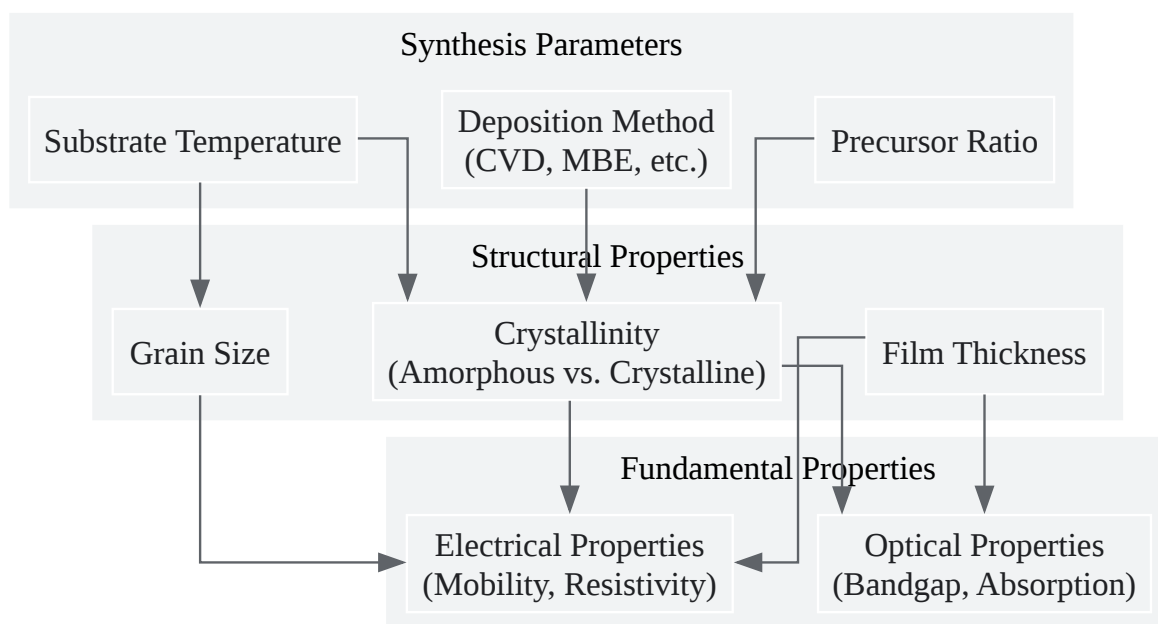 Synthesis Parameters
Substrate Temperature
Deposition Method
(CVD, MBE, etc.)
Precursor Ratio
Structural Properties
Grain Size
Crystallinity
(Amorphous vs. Crystalline)
Film Thickness
Fundamental Properties
Electrical Properties
(Mobility, Resistivity)
Optical Properties
(Bandgap, Absorption)